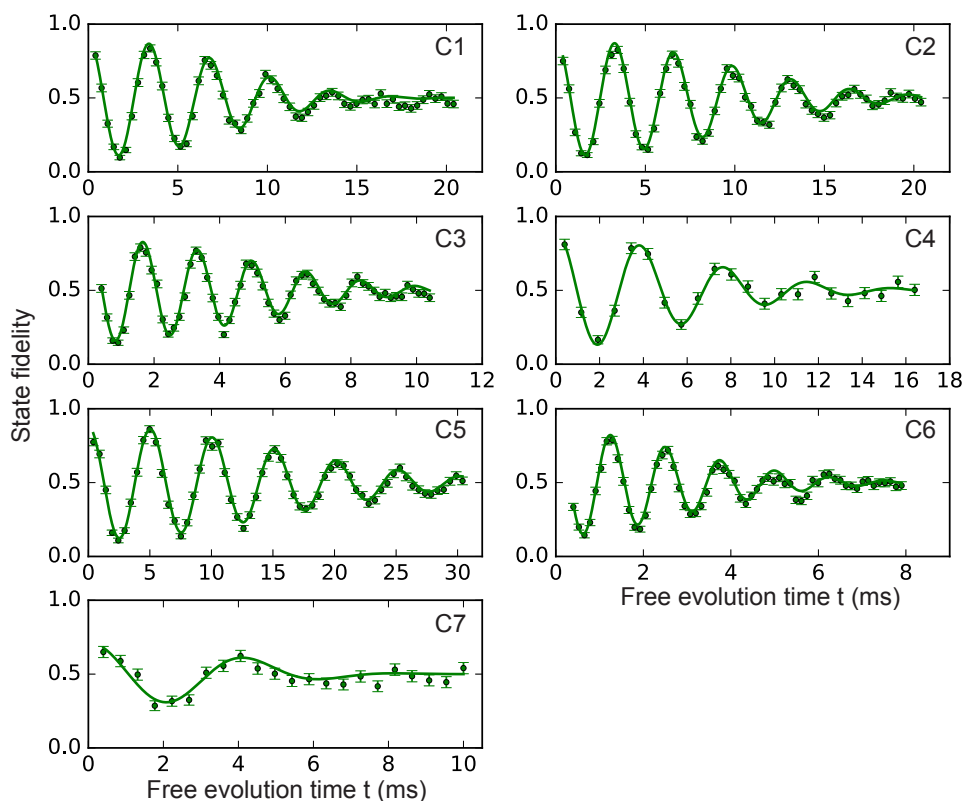 State fidelity
1.0
0.5
0.0
C1
0 5 10 15 20
1.0
0.5
0.0
C2
0 5 10 15 20
1.0
0.5
0.0
C3
0 2 4 6 8 10 12
1.0
0.5
0.0
C4
0 2 4 6 8 10 12 14 16 18
1.0
0.5
0.0
C5
0 5 10 15 20 25 30
1.0
0.5
0.0
C6
0 2 4 6 8
Free evolution time t (ms)
1.0
0.5
0.0
C7
0 2 4 6 8 10
Free evolution time t (ms)